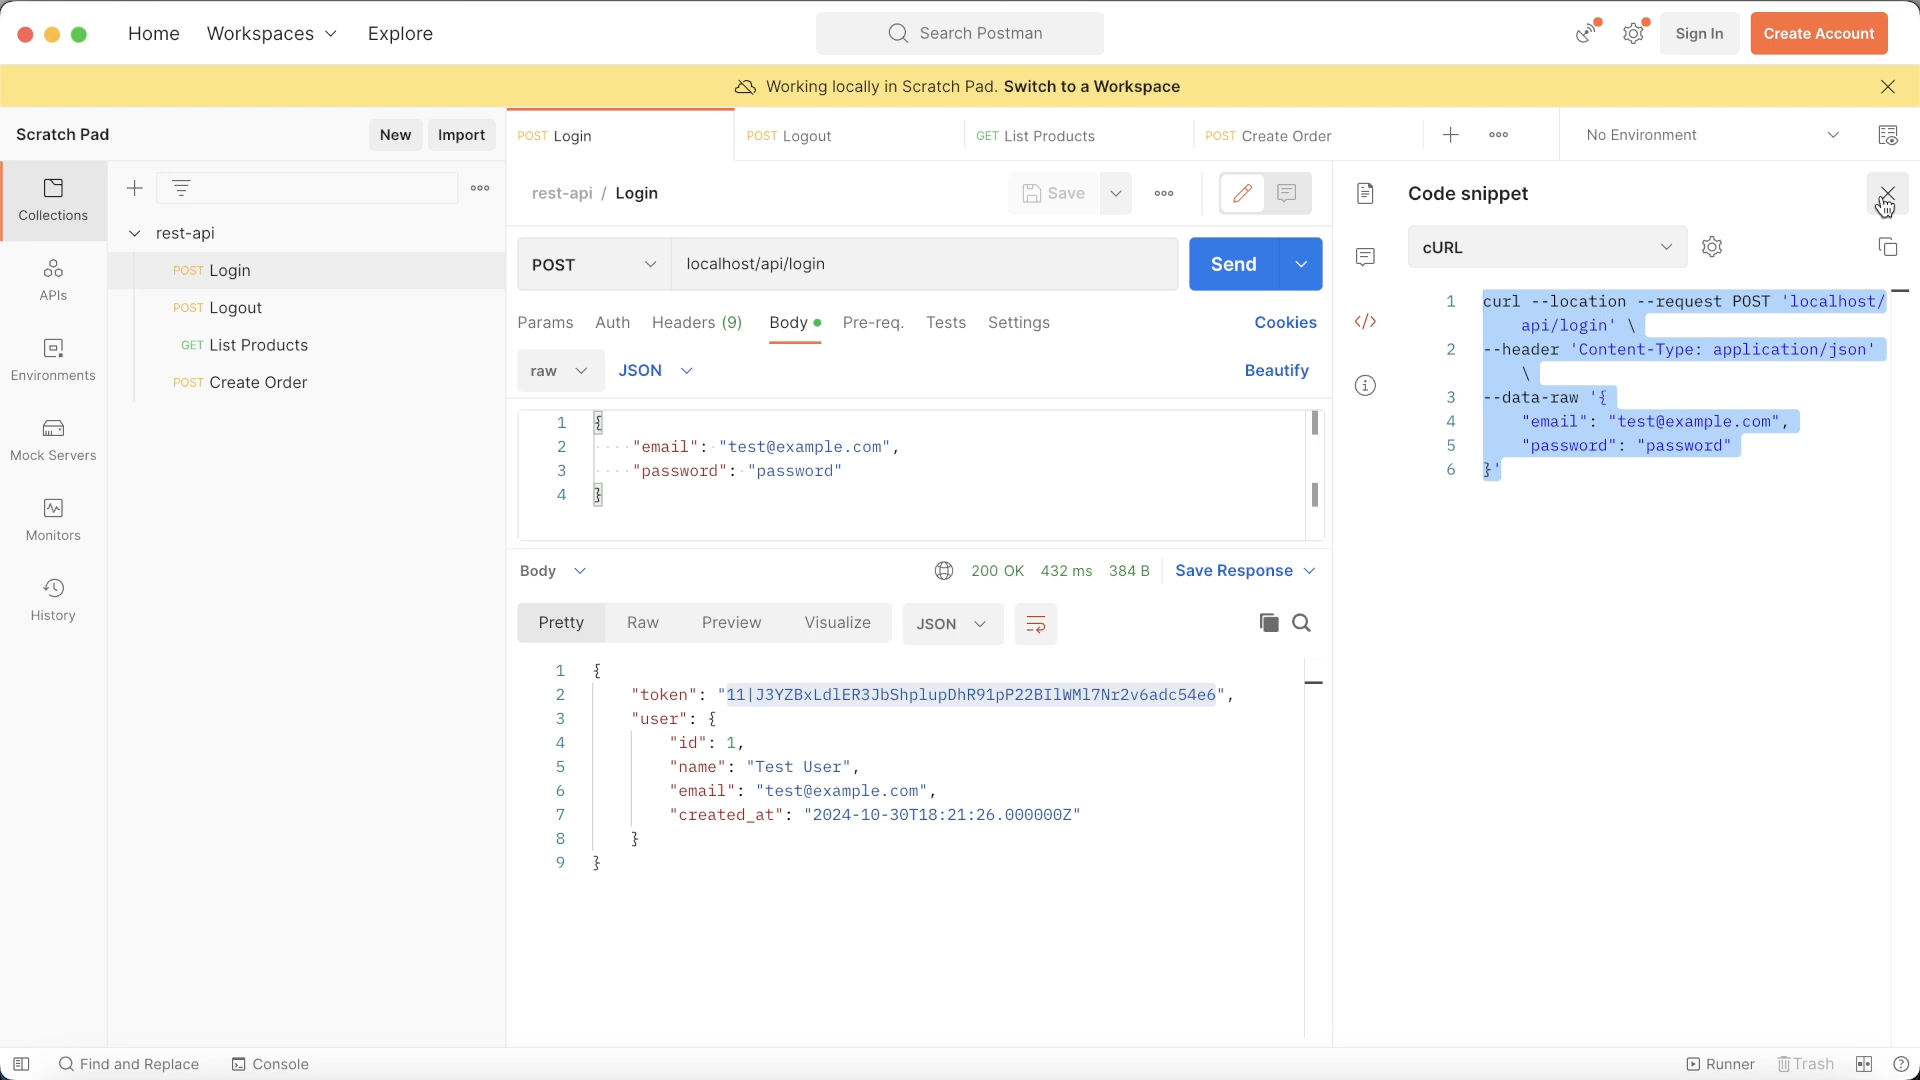 Home Workspaces Explore Search Postman Sign In Create Account
Working locally in Scratch Pad. Switch to a Workspace
Scratch Pad New Import
POST Login POST Logout GET List Products POST Create Order No Environment
Collections
APIs
Environments
Mock Servers
Monitors
History
rest-api
POST Login
POST Logout
GET List Products
POST Create Order
rest-api / Login Save
POST localhost/api/login Send
Params Auth Headers (9) Body Pre-req. Tests Settings Cookies
raw JSON Beautify
1 {
2 "email": "test@example.com",
3 "password": "password"
4 }
Body 200 OK 432 ms 384 B Save Response
Pretty Raw Preview Visualize JSON
1 {
2 "token": "11|J3YZBxLdlER3JbShplupDhR91pP22BIlWMl7Nr2v6adc54e6",
3 "user": {
4 "id": 1,
5 "name": "Test User",
6 "email": "test@example.com",
7 "created_at": "2024-10-30T18:21:26.000000Z"
8 }
9 }
Code snippet
cURL
1 curl --location --request POST 'localhost/
api/login' \
2 --header 'Content-Type: application/json'
\
3 --data-raw '{
4 "email": "test@example.com",
5 "password": "password"
6 }'
Find and Replace Console Runner Trash